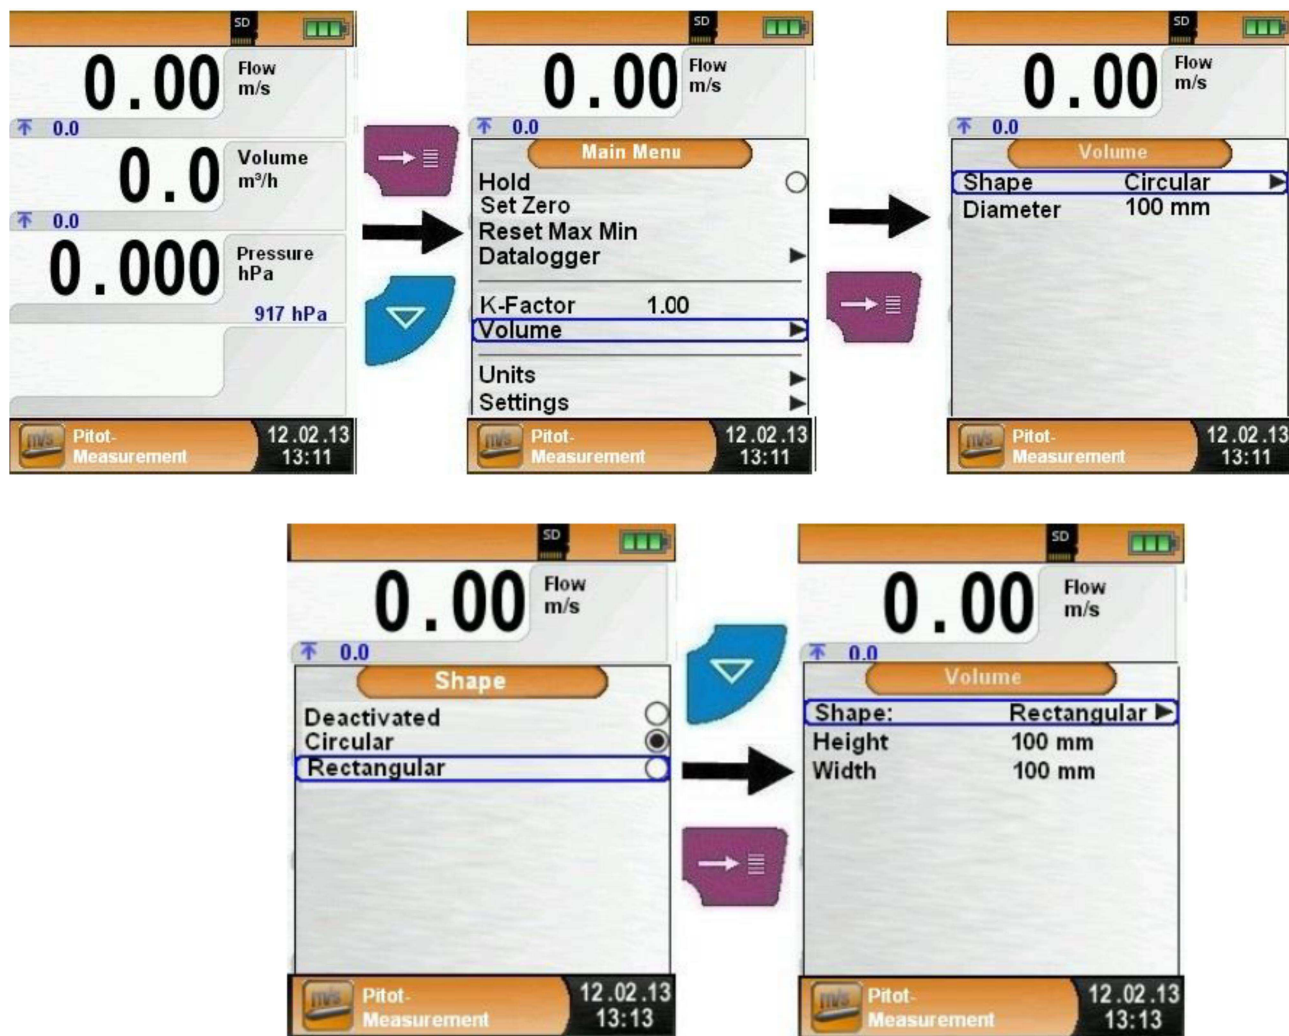 SD
0.00 Flow m/s
0.0
0.0 Volume m³/h
0.0
0.000 Pressure hPa
917 hPa
Pitot-
Measurement
12.02.13
13:11
SD
0.00 Flow m/s
0.0
Main Menu
Hold
Set Zero
Reset Max Min
Datalogger
K-Factor 1.00
Volume
Units
Settings
m/s
Pitot-
Measurement
12.02.13
13:11
SD
0.00 Flow m/s
0.0
Volume
Shape Circular
Diameter 100 mm
m/s
Pitot-
Measurement
12.02.13
13:11
SD
0.00 Flow m/s
0.0
Shape
Deactivated
Circular
Rectangular
m/s
Pitot-
Measurement
12.02.13
13:13
SD
0.00 Flow m/s
0.0
Volume
Shape: Rectangular
Height 100 mm
Width 100 mm
m/s
Pitot-
Measurement
12.02.13
13:13